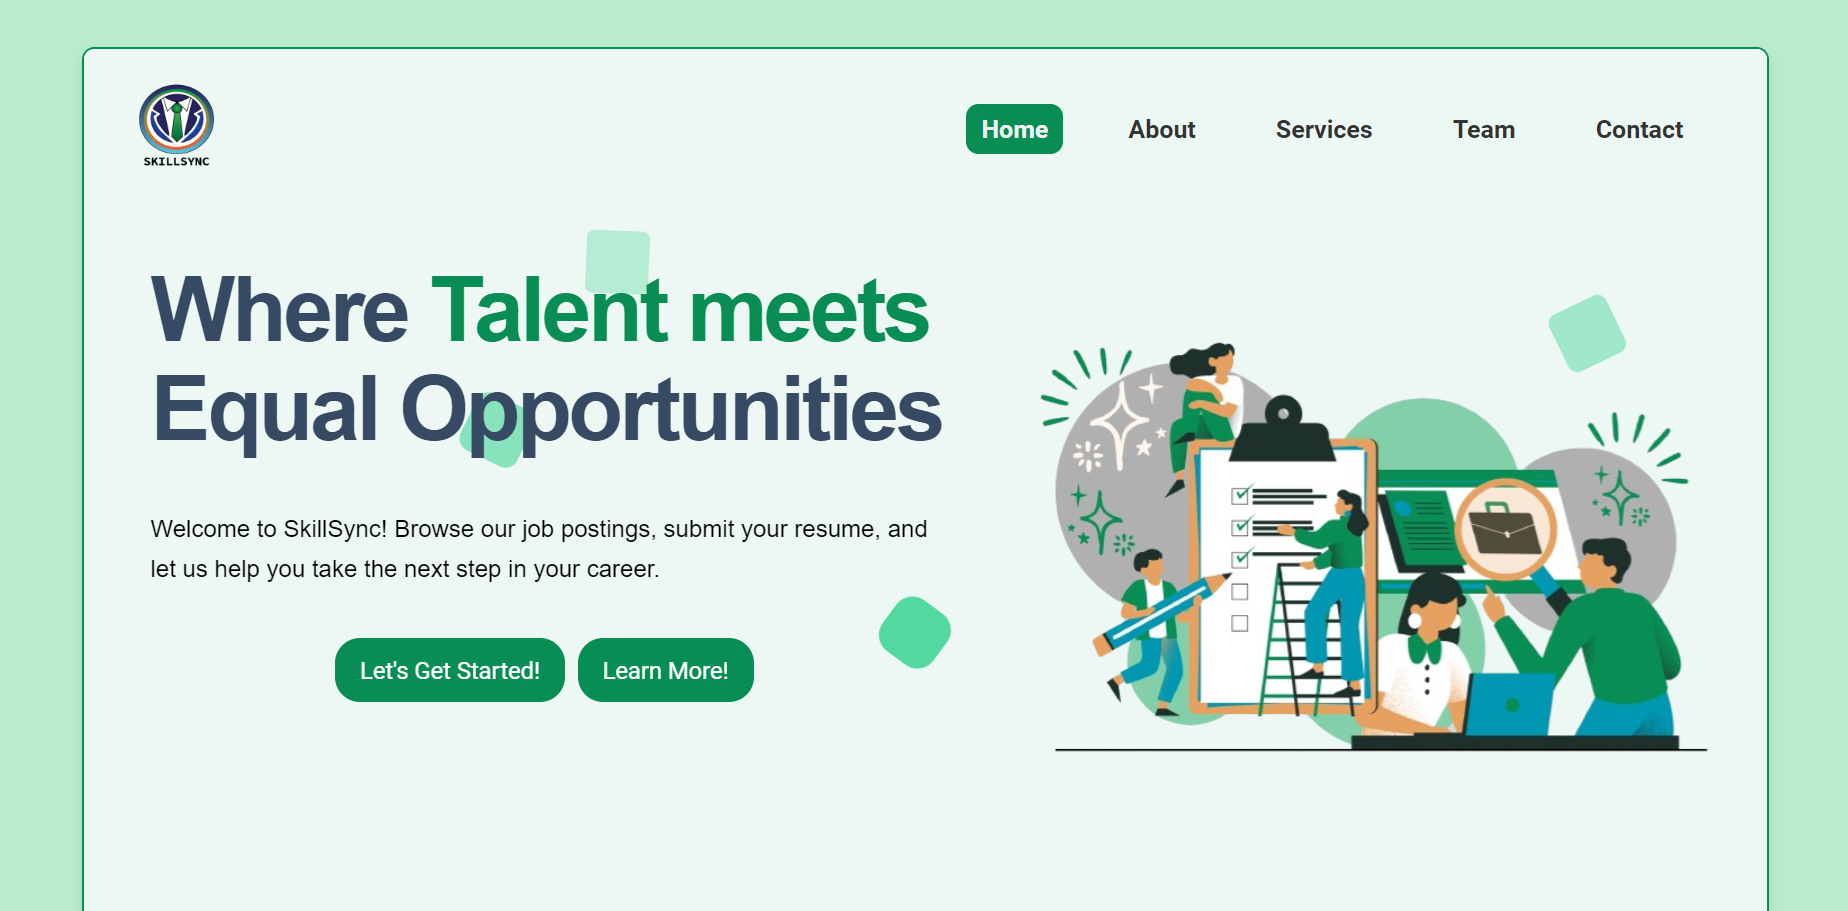 SKILLSYNC
Home
About
Services
Team
Contact
Where Talent meets
Equal Opportunities
Welcome to SkillSync! Browse our job postings, submit your resume, and
let us help you take the next step in your career.
Let's Get Started!
Learn More!